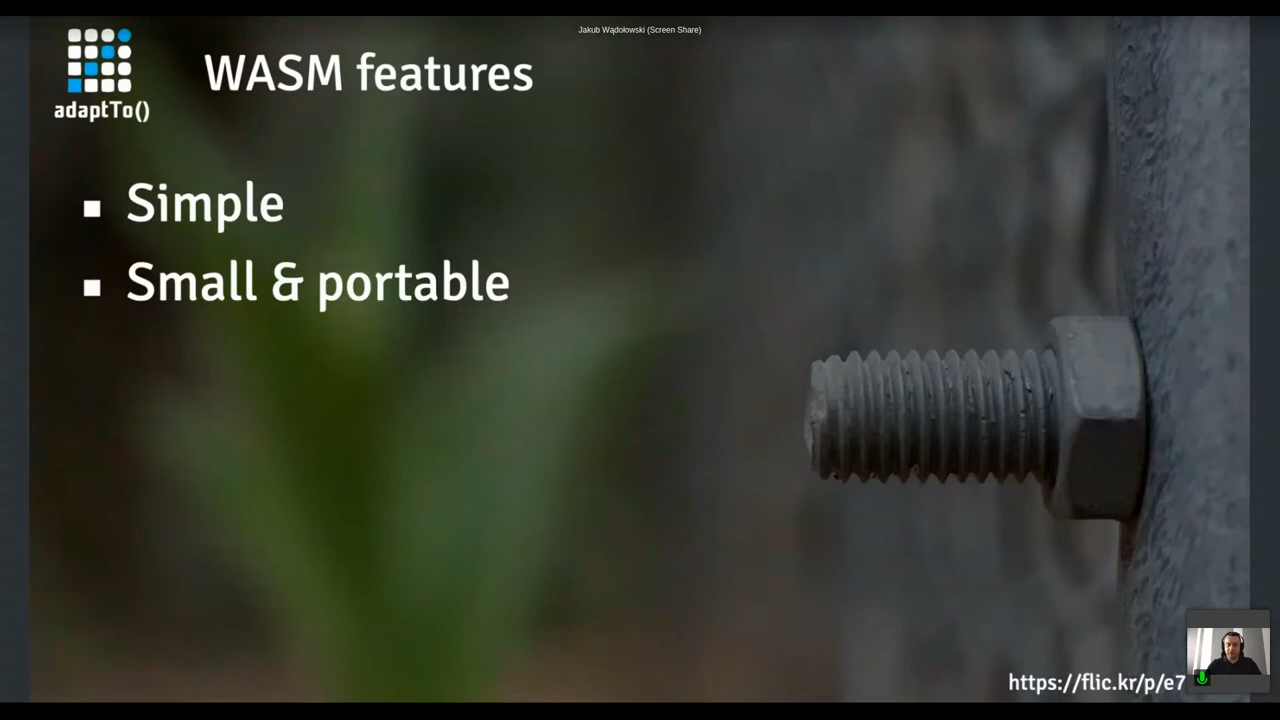 Jakub Wądołowski (Screen Share)
adaptTo()
WASM features
Simple
Small & portable
https://flic.kr/p/e7